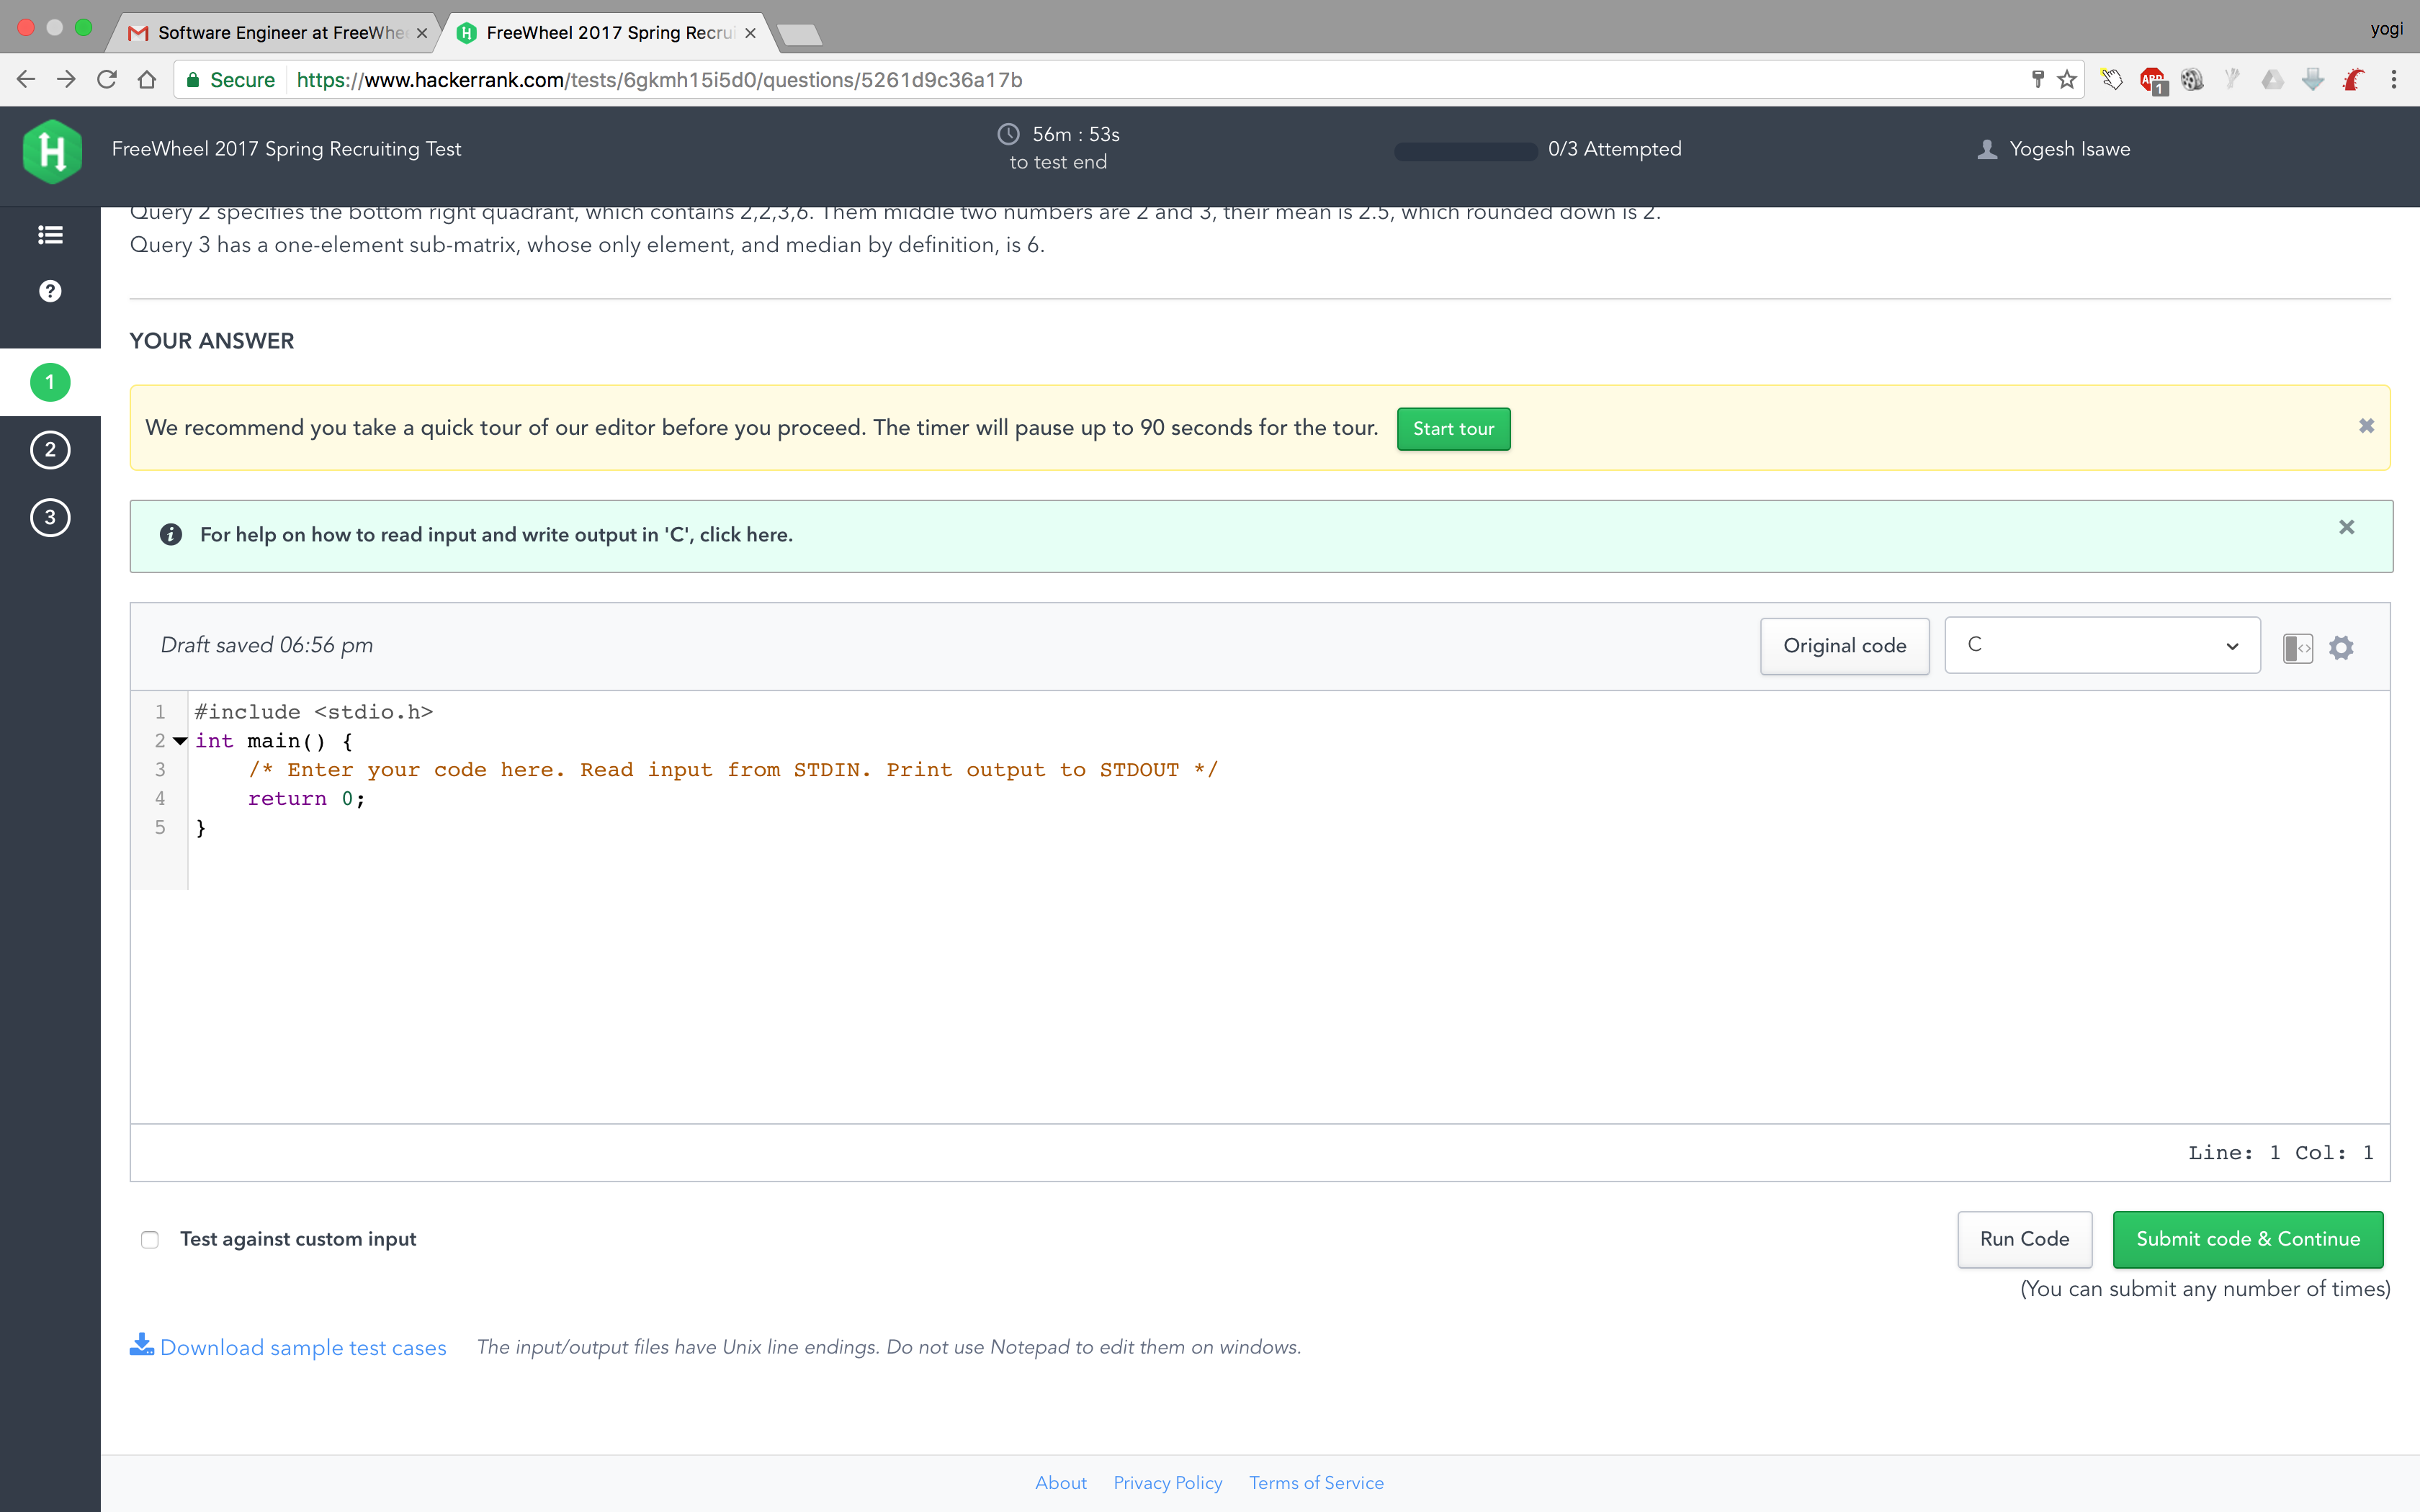 yogi
Software Engineer at FreeWhe
FreeWheel 2017 Spring Recrui
Secure https://www.hackerrank.com/tests/6gkmh15i5d0/questions/5261d9c36a17b
ABP
1
H
FreeWheel 2017 Spring Recruiting Test
56m : 53s
to test end
0/3 Attempted
Yogesh Isawe
Query 2 specifies the bottom right quadrant, which contains 2,2,3,6. Them middle two numbers are 2 and 3, their mean is 2.5, which rounded down is 2.
Query 3 has a one-element sub-matrix, whose only element, and median by definition, is 6.
YOUR ANSWER
1
2
3
We recommend you take a quick tour of our editor before you proceed. The timer will pause up to 90 seconds for the tour.
Start tour
For help on how to read input and write output in 'C', click here.
Draft saved 06:56 pm
Original code
C
1 #include <stdio.h>
2 int main() {
3     /* Enter your code here. Read input from STDIN. Print output to STDOUT */
4     return 0;
5 }
Line: 1 Col: 1
Test against custom input
Run Code
Submit code & Continue
(You can submit any number of times)
Download sample test cases
The input/output files have Unix line endings. Do not use Notepad to edit them on windows.
About Privacy Policy Terms of Service